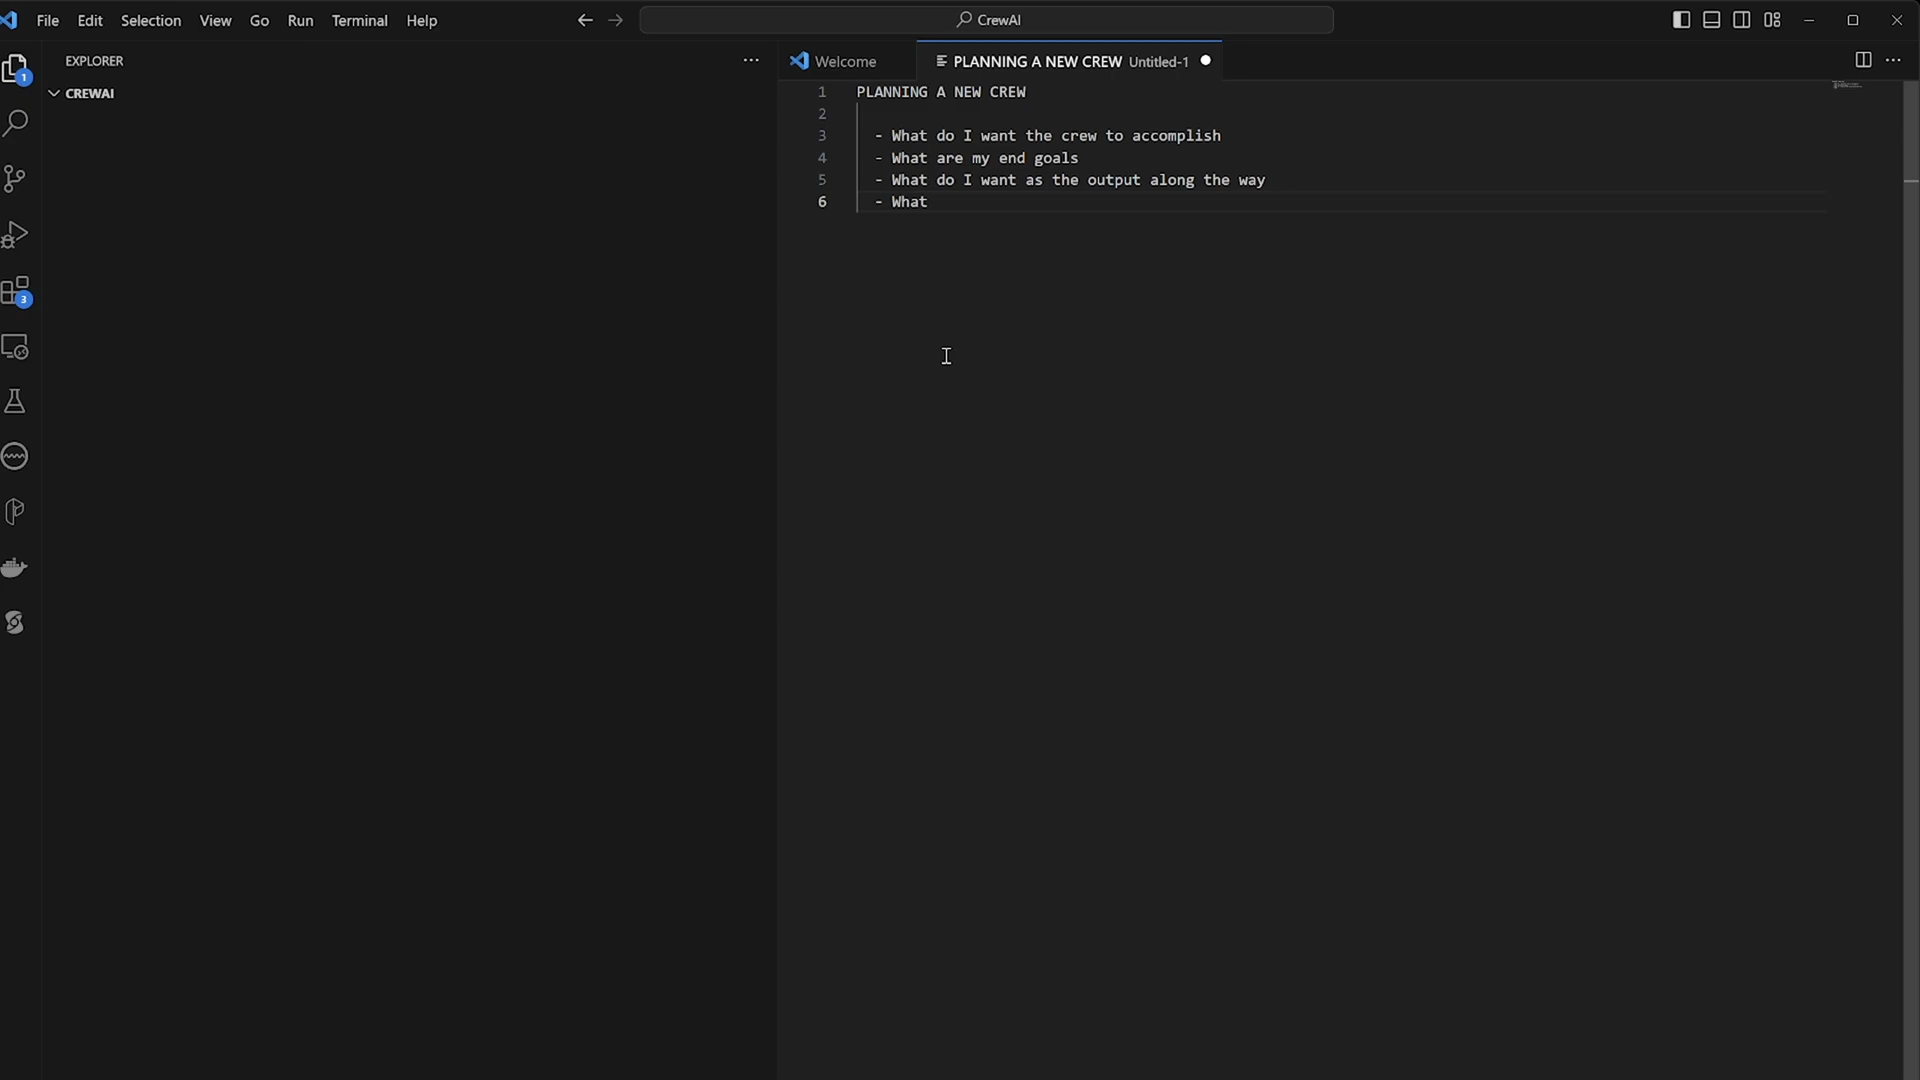 File Edit Selection View Go Run Terminal Help
CrewAI
EXPLORER
CREWAI
1
3
Welcome
PLANNING A NEW CREW Untitled-1
1 PLANNING A NEW CREW
2
3 - What do I want the crew to accomplish
4 - What are my end goals
5 - What do I want as the output along the way
6 - What